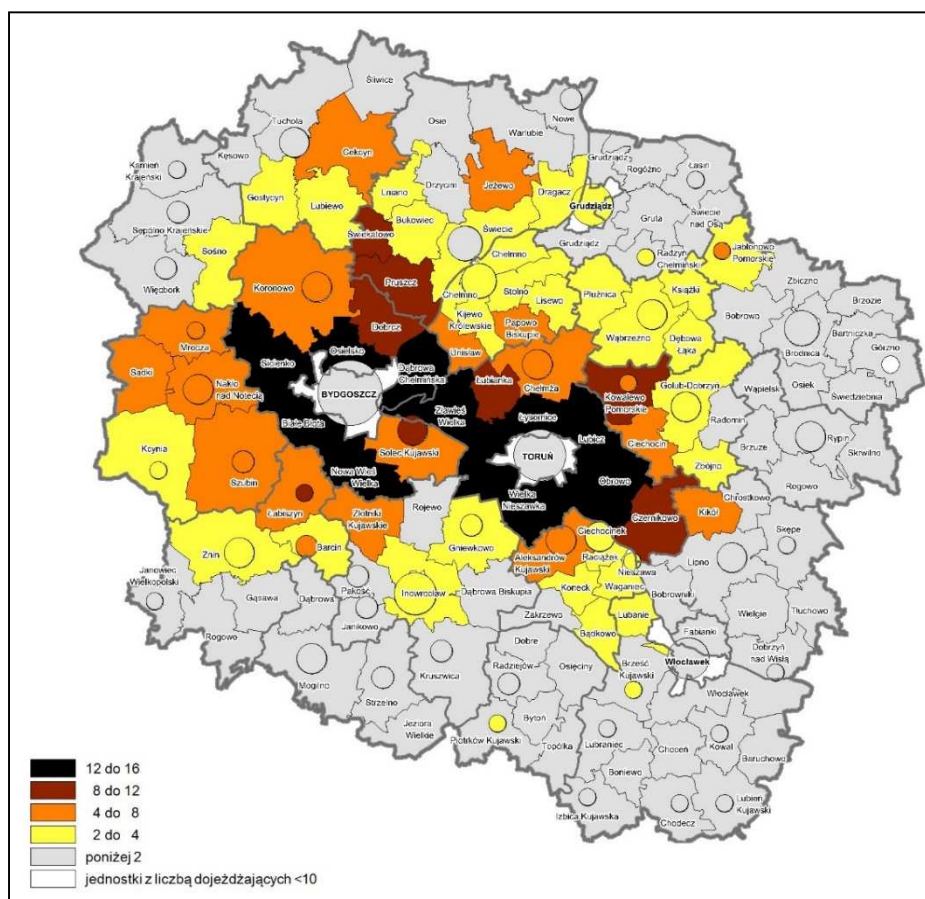 Śliwice
Tuchola
Osie
Nowe
Warlubie
Cekcyn
Kęsowo
Kamień
Krajeński
Grudziądz
Rogóźno
Łasin
Jeżewo
Drzycim
Dragacz
Gostycyn
Lubiewo
Lniano
Bukowiec
Grudziądz
Gruta
Świecie
nad Osą
Sępólno Krajeńskie
Sośno
Świekatowo
Świecie
Chełmno
Grudziądz
Radzyń
Chełmiński
Jabłonowo
Pomorskie
Więcbork
Koronowo
Pruszcz
Chełmno
Stolno
Lisewo
Płużnica
Książki
Zbiczno
Bobrowo
Brzozie
Bartniczka
Dobrcz
Kijewo
Królewskie
Papowo
Biskupie
Wąbrzeźno
Dębowa
Łąka
Brodnica
Górzno
Mrocza
Sadki
Sicienko
Osielsko
Unisław
Dąbrowa
Chełmińska
Chełmża
Nakło
nad Notecią
BYDGOSZCZ
Łubianka
Kowalewo
Pomorskie
Golub-Dobrzyń
Wąpielsk
Osiek
Świedziebnia
Radomin
Zławieś
Wielka
Łysomice
Lubicz
Ciechocin
Białe Błota
Solec Kujawski
TORUŃ
Brzuze
Rypin
Skrwilno
Kcynia
Szubin
Nowa Wieś
Wielka
Zbójno
Rogowo
Obrowo
Wielka
Nieszawka
Łabiszyn
Złotniki
Kujawskie
Rojewo
Czernikowo
Kikół
Chrostkowo
Skępe
Żnin
Barcin
Gniewkowo
Aleksandrów
Kujawski
Ciechocinek
Raciążek
Nieszawa
Lipno
Janowiec
Wielkopolski
Gąsawa
Dąbrowa
Pakość
Inowrocław
Dąbrowa Biskupia
Koneck
Waganiec
Bobrowniki
Wielgie
Tłuchowo
Rogowo
Janikowo
Zakrzewo
Lubanie
Bądkowo
Fabianki
Dobrzyń
nad Wisłą
Dobre
Radziejów
Osięciny
Brześć
Kujawski
Włocławek
Mogilno
Kruszwica
Strzelno
Włocławek
Jeziora
Wielkie
Piotrków Kujawski
Bytoń
Topólka
Lubraniec
Choceń
Kowal
Baruchowo
Boniewo
Izbica Kujawska
Chodecz
Lubień
Kujawski
12 do 16
8 do 12
4 do 8
2 do 4
poniżej 2
jednostki z liczbą dojeżdżających <10